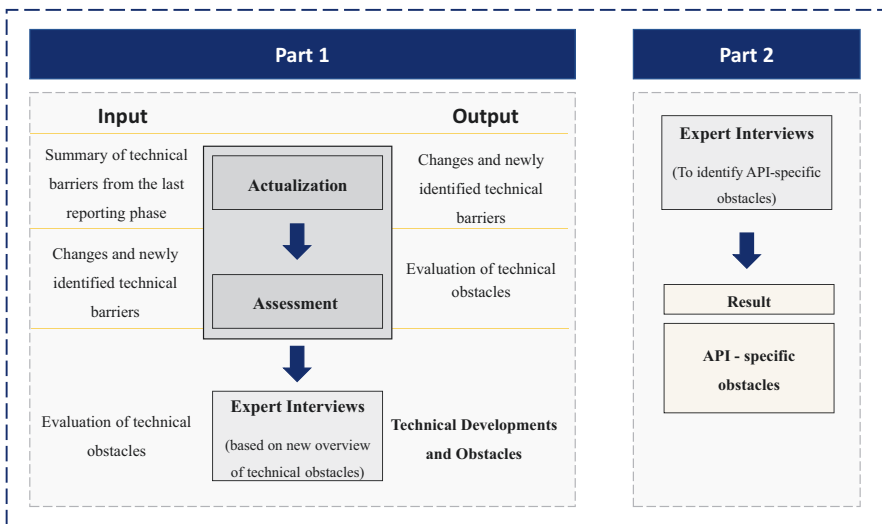 Part 1
Input
Output
Summary of technical
barriers from the last
reporting phase
Actualization
Changes and newly
identified technical
barriers
Changes and newly
identified technical
barriers
Assessment
Evaluation of technical
obstacles
Evaluation of technical
obstacles
Expert Interviews
(based on new overview
of technical obstacles)
Technical Developments
and Obstacles
Part 2
Expert Interviews
(To identify API-specific
obstacles)
Result
API - specific
obstacles